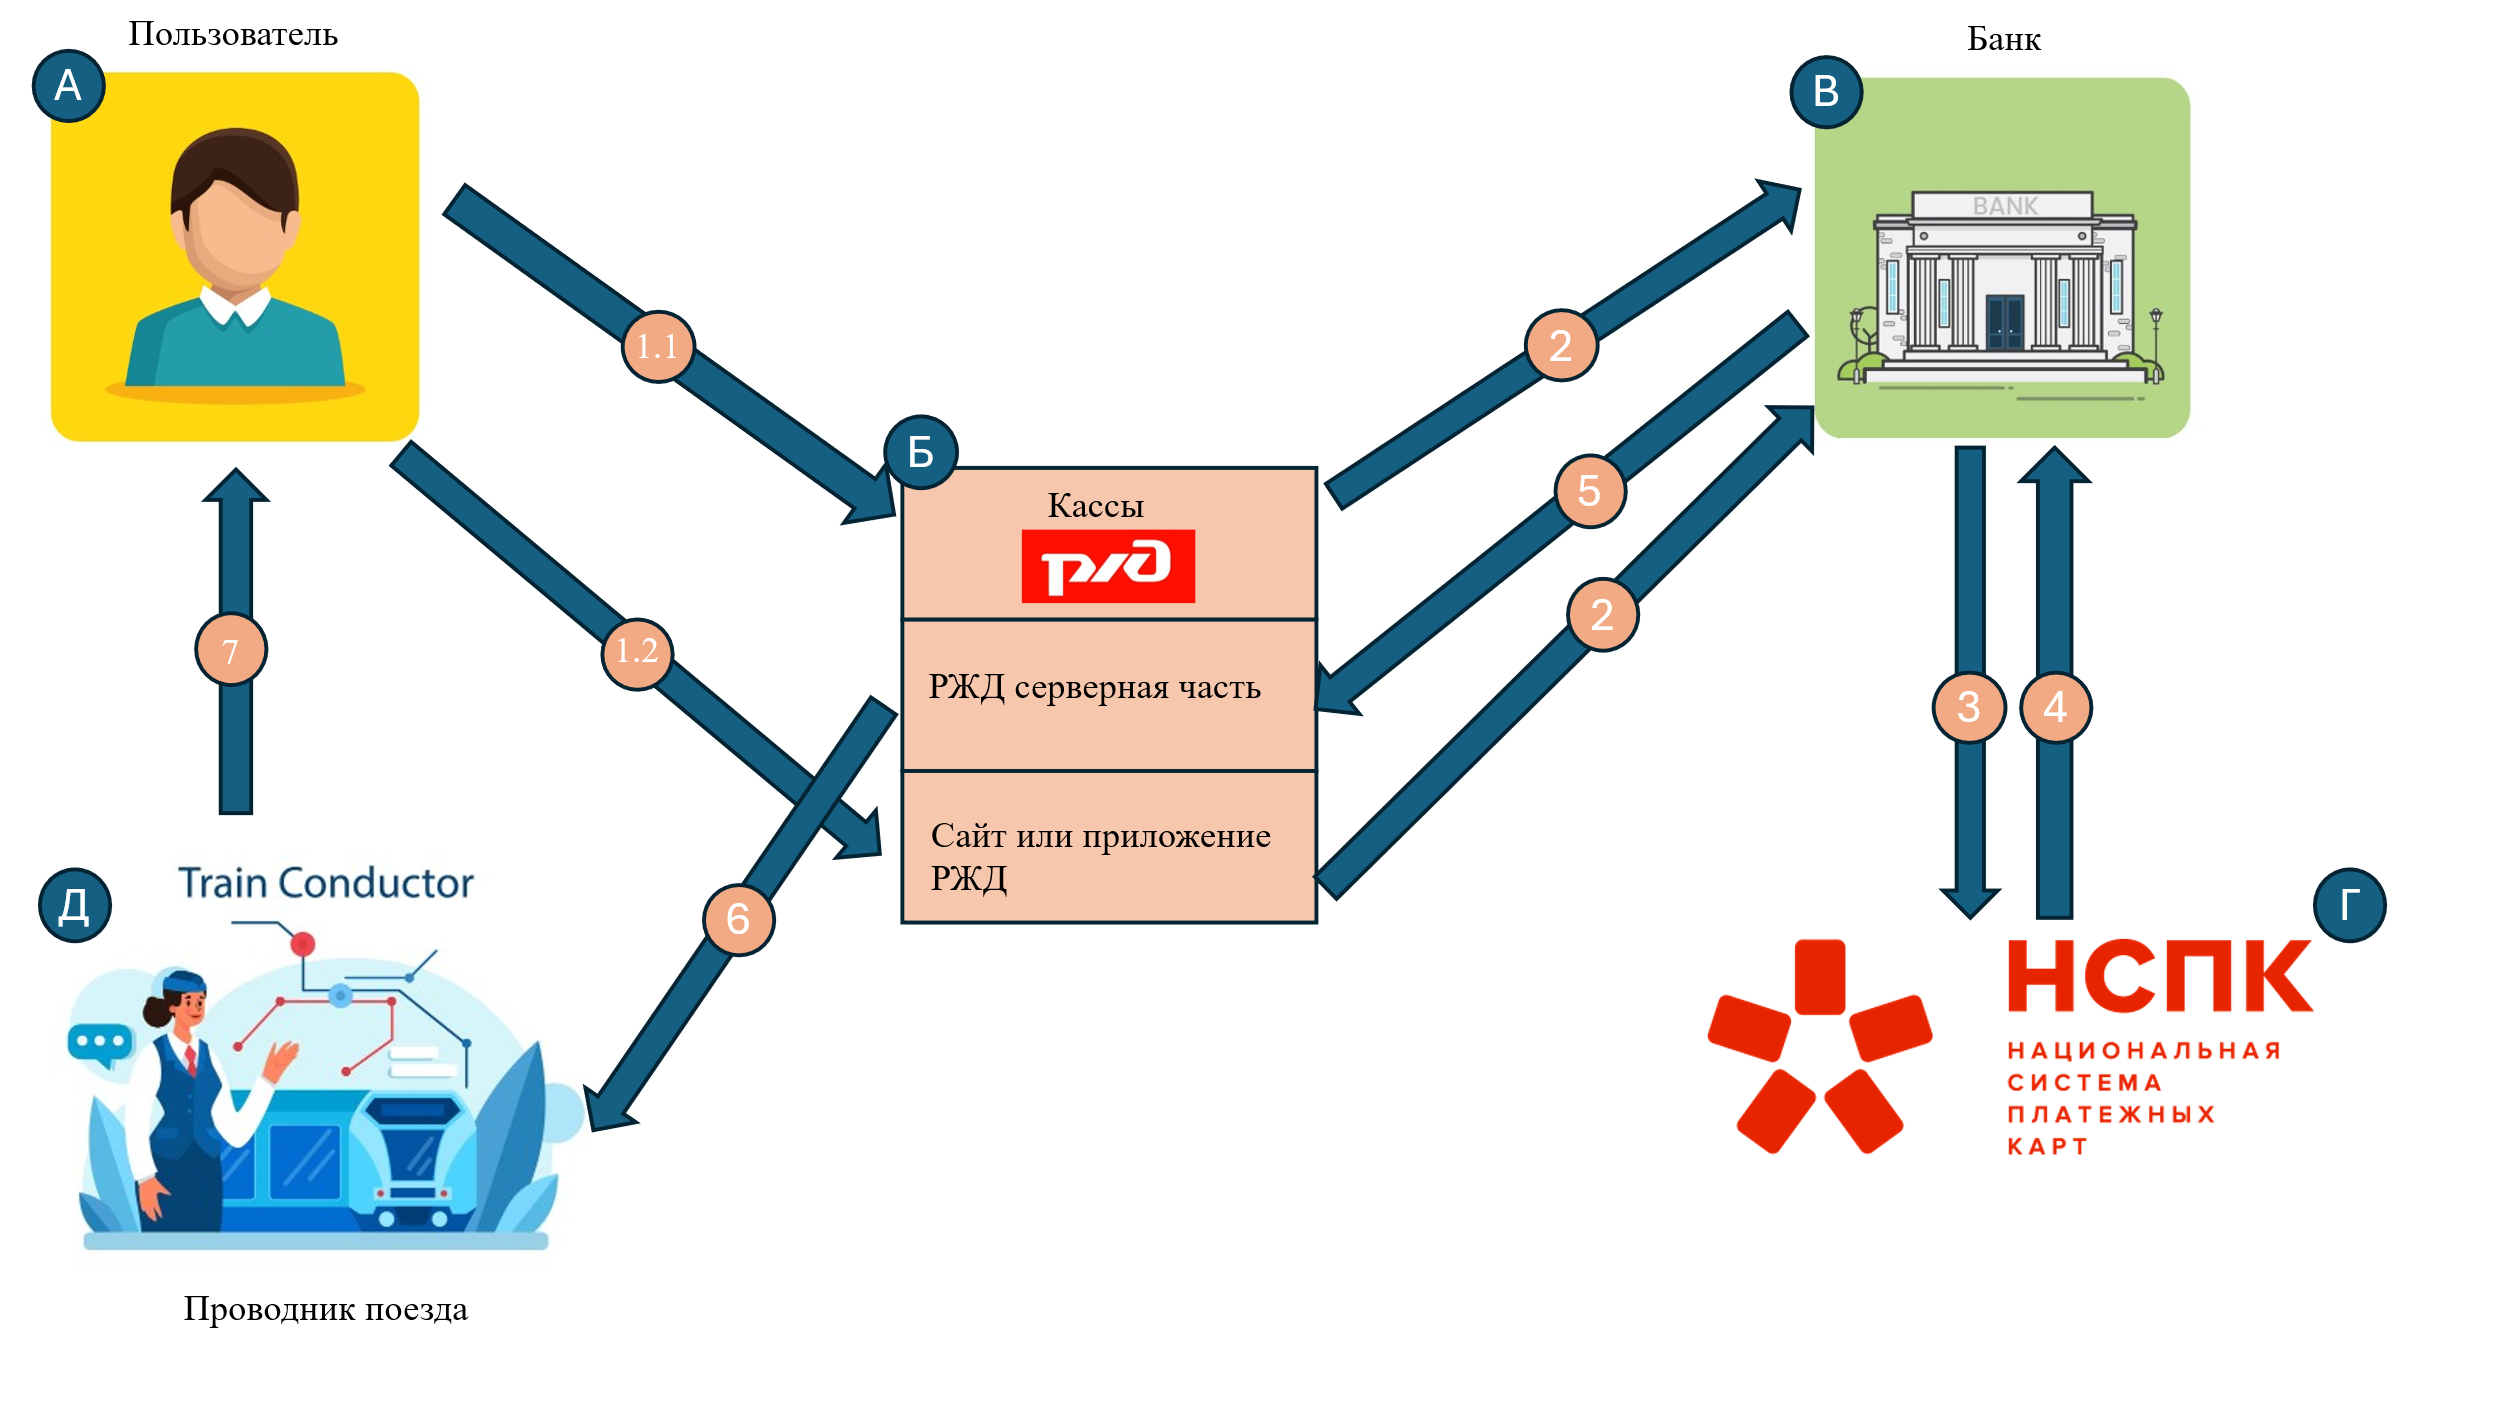 Пользователь
Банк
А
В
BANK
1.1
2
Б
5
Кассы
ржд
2
7
1.2
РЖД серверная часть
3
4
Сайт или приложение
РЖД
6
Д
Train Conductor
Г
НСПК
НАЦИОНАЛЬНАЯ
СИСТЕМА
ПЛАТЕЖНЫХ
КАРТ
Проводник поезда